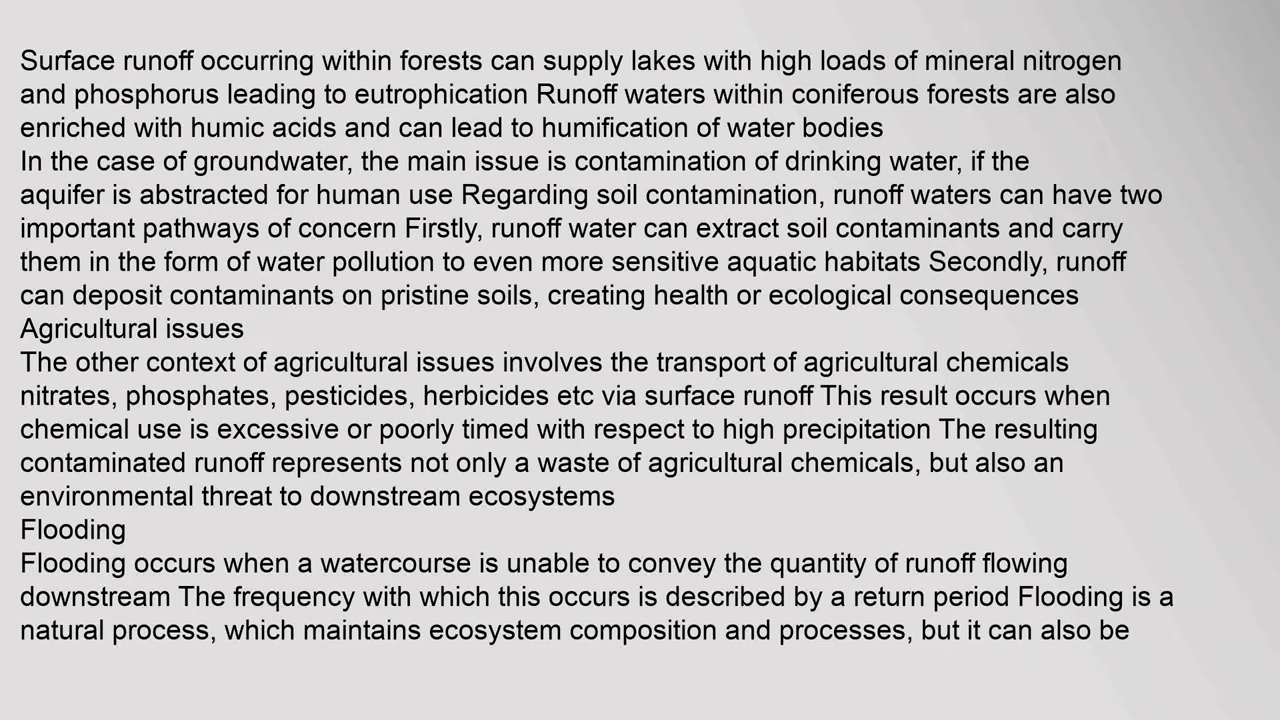 Surface runoff occurring within forests can supply lakes with high loads of mineral nitrogen
and phosphorus leading to eutrophication Runoff waters within coniferous forests are also
enriched with humic acids and can lead to humification of water bodies
In the case of groundwater, the main issue is contamination of drinking water, if the
aquifer is abstracted for human use Regarding soil contamination, runoff waters can have two
important pathways of concern Firstly, runoff water can extract soil contaminants and carry
them in the form of water pollution to even more sensitive aquatic habitats Secondly, runoff
can deposit contaminants on pristine soils, creating health or ecological consequences
Agricultural issues
The other context of agricultural issues involves the transport of agricultural chemicals
nitrates, phosphates, pesticides, herbicides etc via surface runoff This result occurs when
chemical use is excessive or poorly timed with respect to high precipitation The resulting
contaminated runoff represents not only a waste of agricultural chemicals, but also an
environmental threat to downstream ecosystems
Flooding
Flooding occurs when a watercourse is unable to convey the quantity of runoff flowing
downstream The frequency with which this occurs is described by a return period Flooding is a
natural process, which maintains ecosystem composition and processes, but it can also be